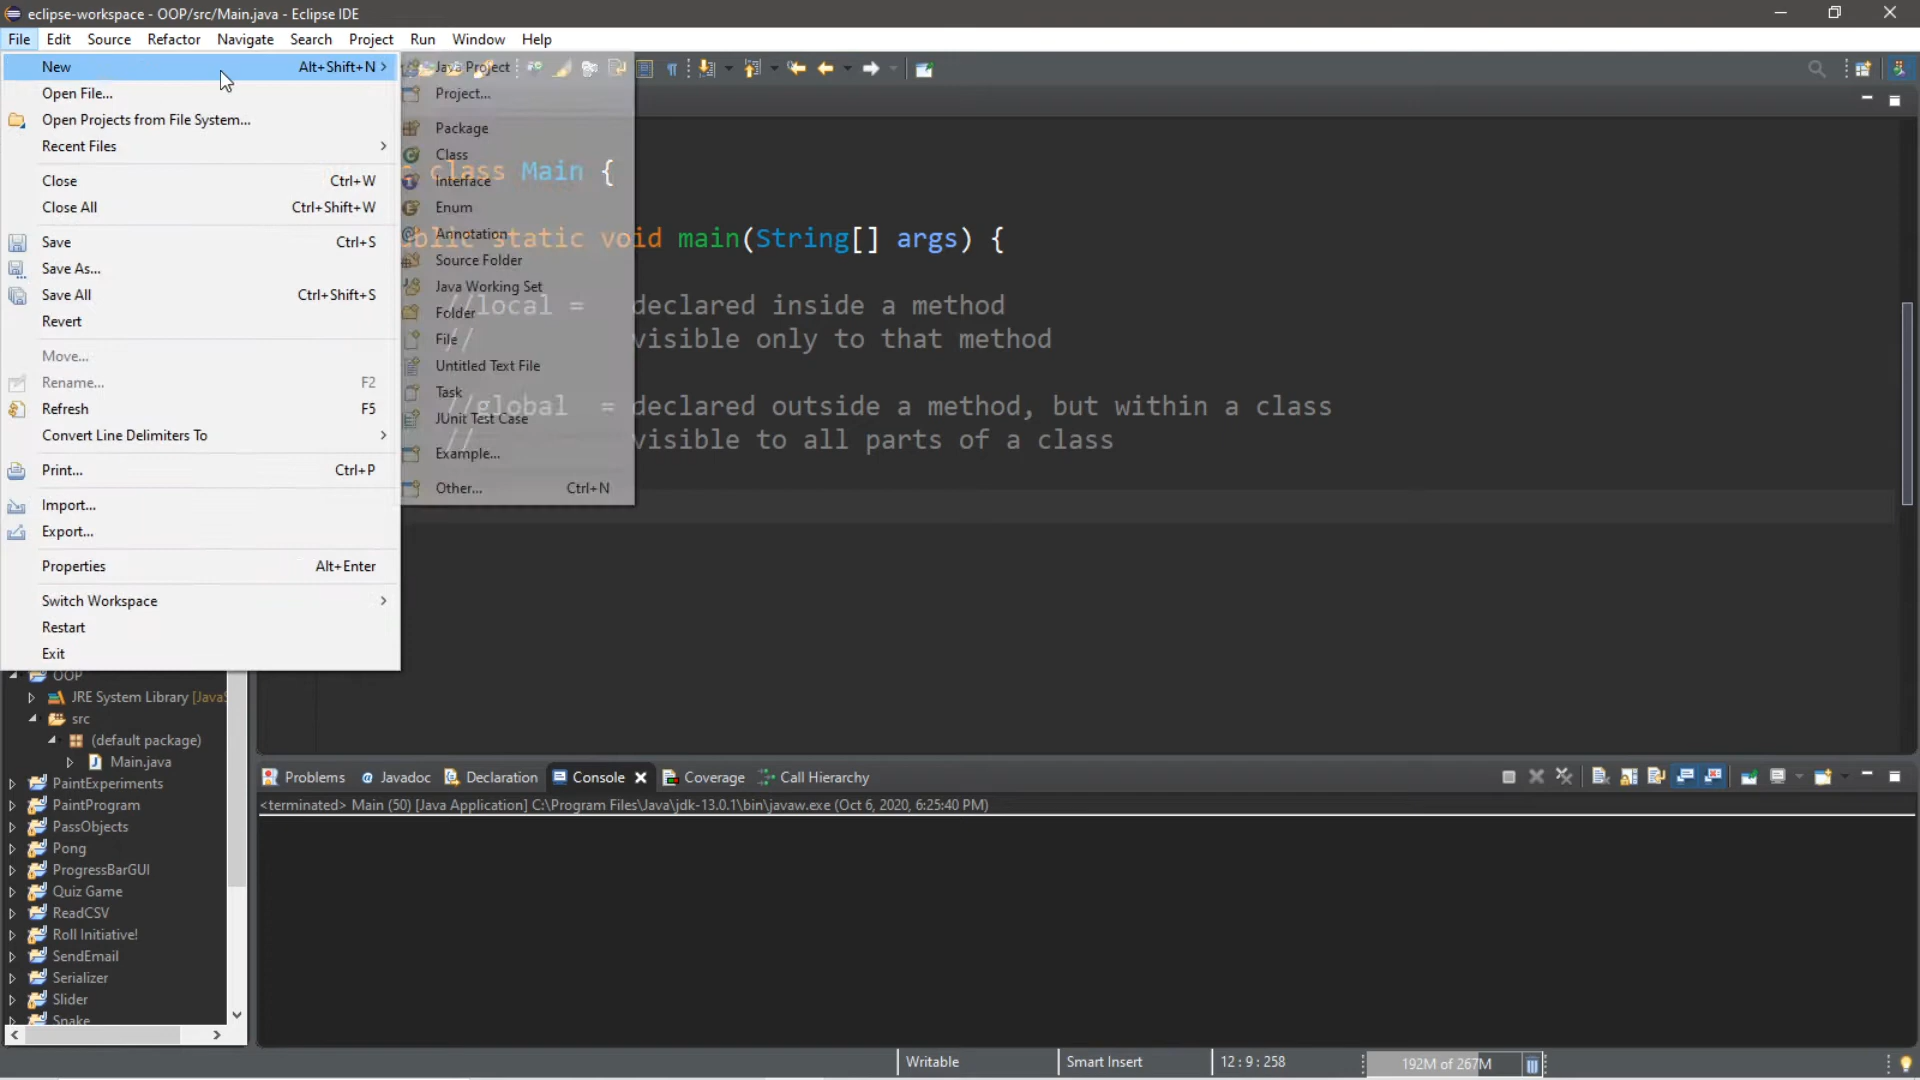 eclipse-workspace - OOP/src/Main.java - Eclipse IDE
File Edit Source Refactor Navigate Search Project Run Window Help
New Alt+Shift+N
Open File...
Open Projects from File System...
Recent Files
Close Ctrl+W
Close All Ctrl+Shift+W
Save Ctrl+S
Save As...
Save All Ctrl+Shift+S
Revert
Move...
Rename... F2
Refresh F5
Convert Line Delimiters To
Print... Ctrl+P
Import...
Export...
Properties Alt+Enter
Switch Workspace
Restart
Exit
Java Project
Project...
Package
Class
Interface
Enum
Annotation
Source Folder
Java Working Set
Folder
File
Untitled Text File
Task
JUnit Test Case
Example...
Other... Ctrl+N
class Main {
static void main(String[] args) {
//local = declared inside a method
// visible only to that method
//global = declared outside a method, but within a class
// visible to all parts of a class
OOP
JRE System Library [JavaS
src
(default package)
Main.java
PaintExperiments
PaintProgram
PassObjects
Pong
ProgressBarGUI
Quiz Game
ReadCSV
Roll Initiative!
SendEmail
Serializer
Slider
Snake
Problems Javadoc Declaration Console Coverage Call Hierarchy
<terminated> Main (50) [Java Application] C:\Program Files\Java\jdk-13.0.1\bin\javaw.exe (Oct 6, 2020, 6:25:40 PM)
Writable Smart Insert 12 : 9 : 258 192M of 267M